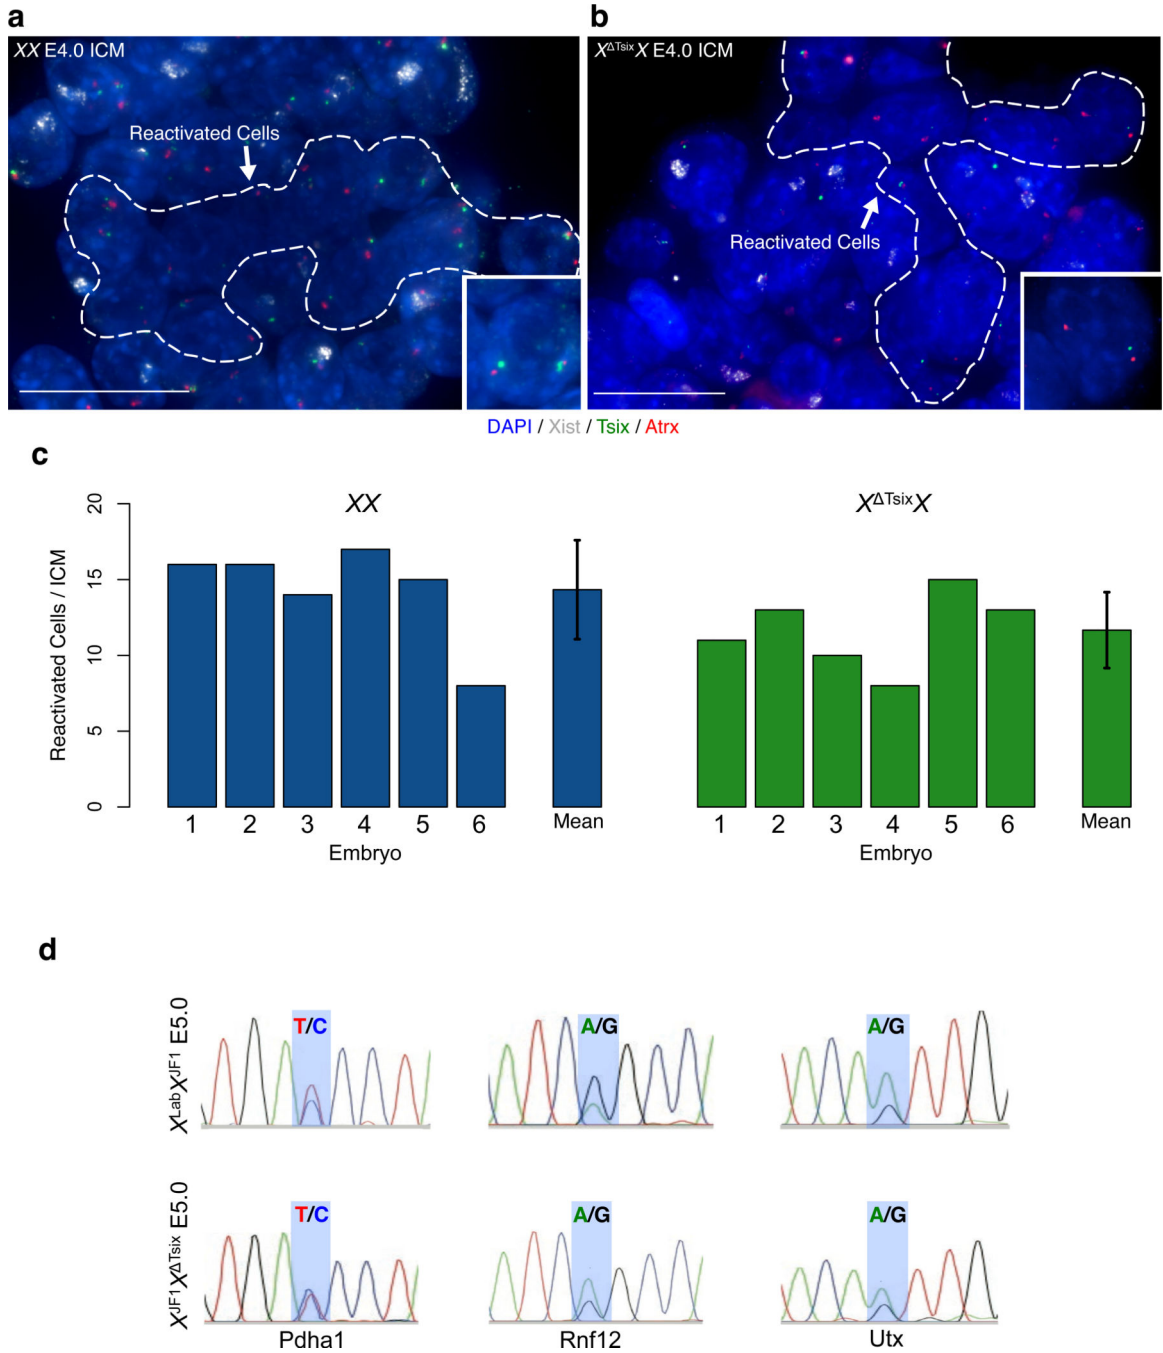 a
XX E4.0 ICM
Reactivated Cells
b
XΔTsixX E4.0 ICM
Reactivated Cells
DAPI / Xist / Tsix / Atrx
c
XX
XΔTsixX
Reactivated Cells / ICM
20
15
10
5
0
1 2 3 4 5 6 Mean
Embryo
1 2 3 4 5 6 Mean
Embryo
d
XLabXJF1 E5.0
T/C
A/G
A/G
XJF1XΔTsix E5.0
T/C
A/G
A/G
Pdha1
Rnf12
Utx